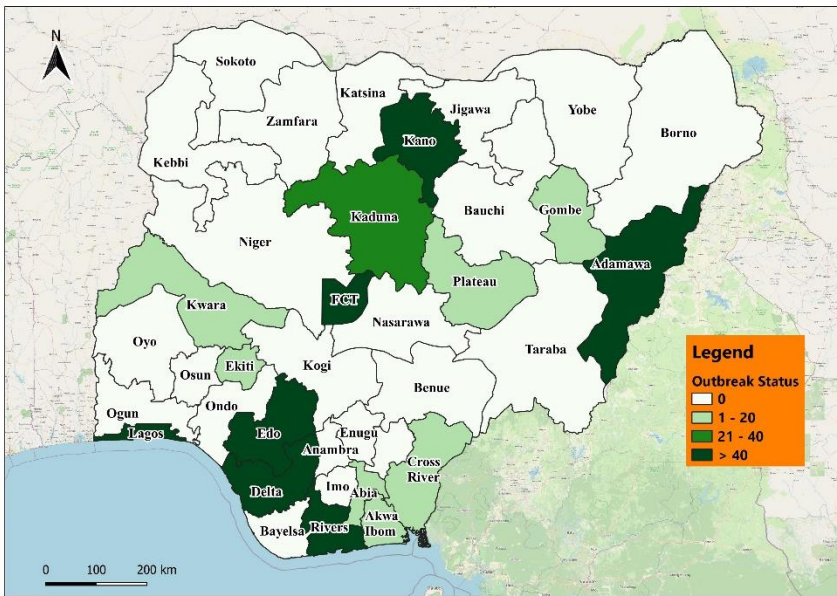 N
Sokoto
Katsina
Jigawa
Yobe
Zamfara
Borno
Kano
Kebbi
Kaduna
Bauchi
Gombe
Niger
Adamawa
Plateau
FCT
Kwara
Nasarawa
Oyo
Taraba
Ekiti
Kogi
Osun
Benue
Ogun
Ondo
Lagos
Edo
Enugu
Anambra
Cross
River
Delta
Imo
Abia
Akwa
Ibom
Bayelsa
Rivers
Legend
Outbreak Status
0
1 - 20
21 - 40
> 40
0 100 200 km